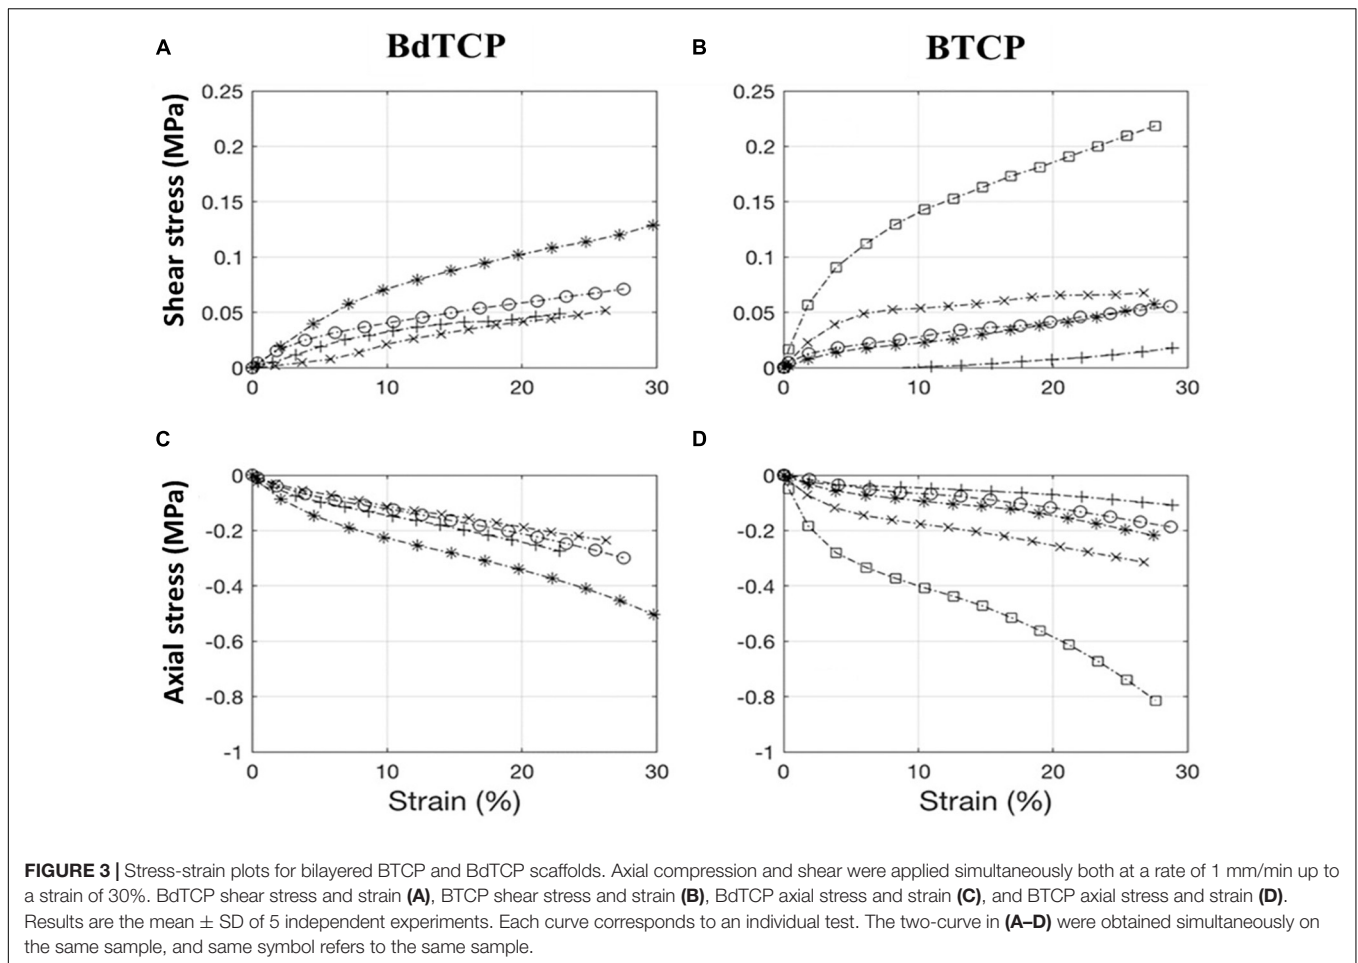 A BdTCP B BTCP
Shear stress (MPa)
0.25
0.2
0.15
0.1
0.05
0
0 10 20 30
0.25
0.2
0.15
0.1
0.05
0
0 10 20 30
C D
Axial stress (MPa)
0
-0.2
-0.4
-0.6
-0.8
-1
0 10 20 30
Strain (%)
0
-0.2
-0.4
-0.6
-0.8
-1
0 10 20 30
Strain (%)
FIGURE 3 | Stress-strain plots for bilayered BTCP and BdTCP scaffolds. Axial compression and shear were applied simultaneously both at a rate of 1 mm/min up to
a strain of 30%. BdTCP shear stress and strain (A), BTCP shear stress and strain (B), BdTCP axial stress and strain (C), and BTCP axial stress and strain (D).
Results are the mean ± SD of 5 independent experiments. Each curve corresponds to an individual test. The two-curve in (A–D) were obtained simultaneously on
the same sample, and same symbol refers to the same sample.